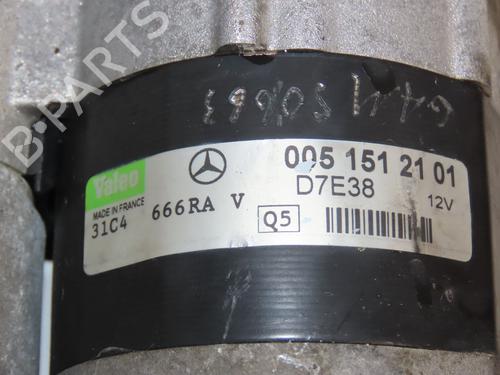 B-PARTS
Valeo
MADE IN FRANCE
31C4
666RA V
005 151 21 01
D7E38
12V
Q5